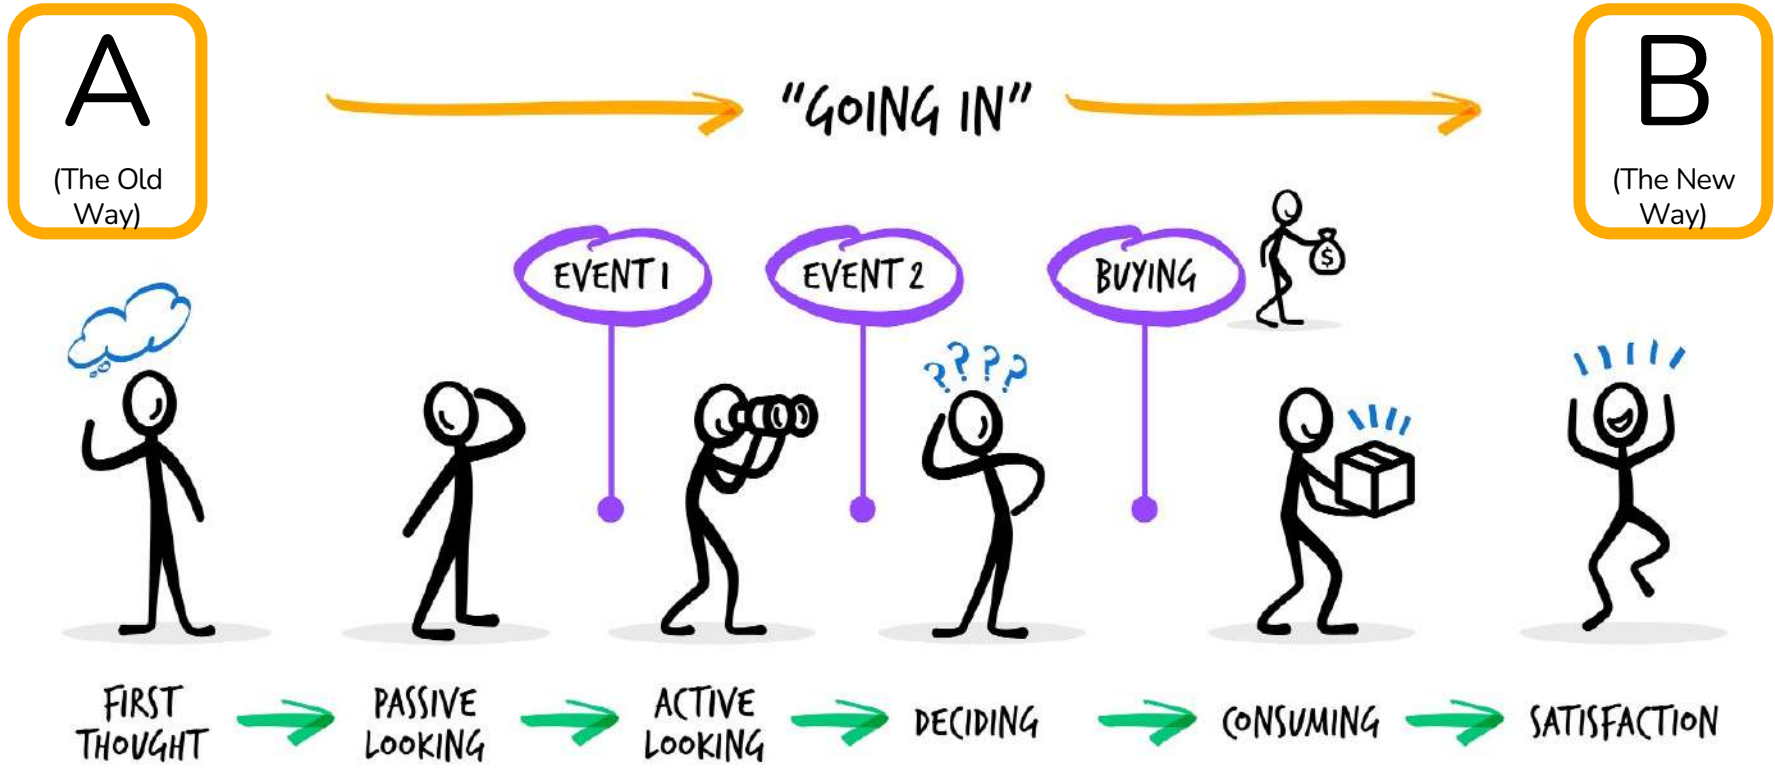 A
(The Old
Way)
"GOING IN"
B
(The New
Way)
EVENT 1
EVENT 2
BUYING
$
? ? ? ?
FIRST
THOUGHT
PASSIVE
LOOKING
ACTIVE
LOOKING
DECIDING
CONSUMING
SATISFACTION